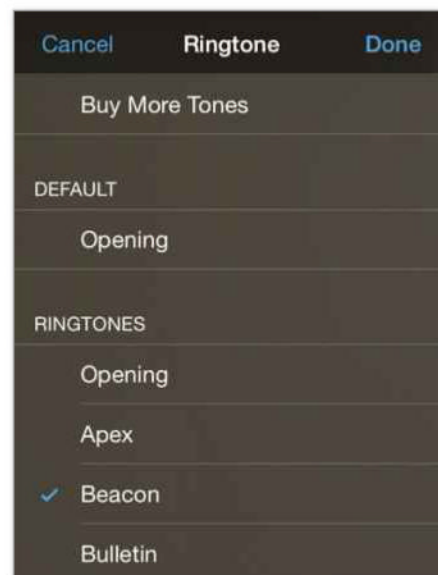 Cancel Ringtone Done
Buy More Tones
DEFAULT
Opening
RINGTONES
Opening
Apex
Beacon
Bulletin